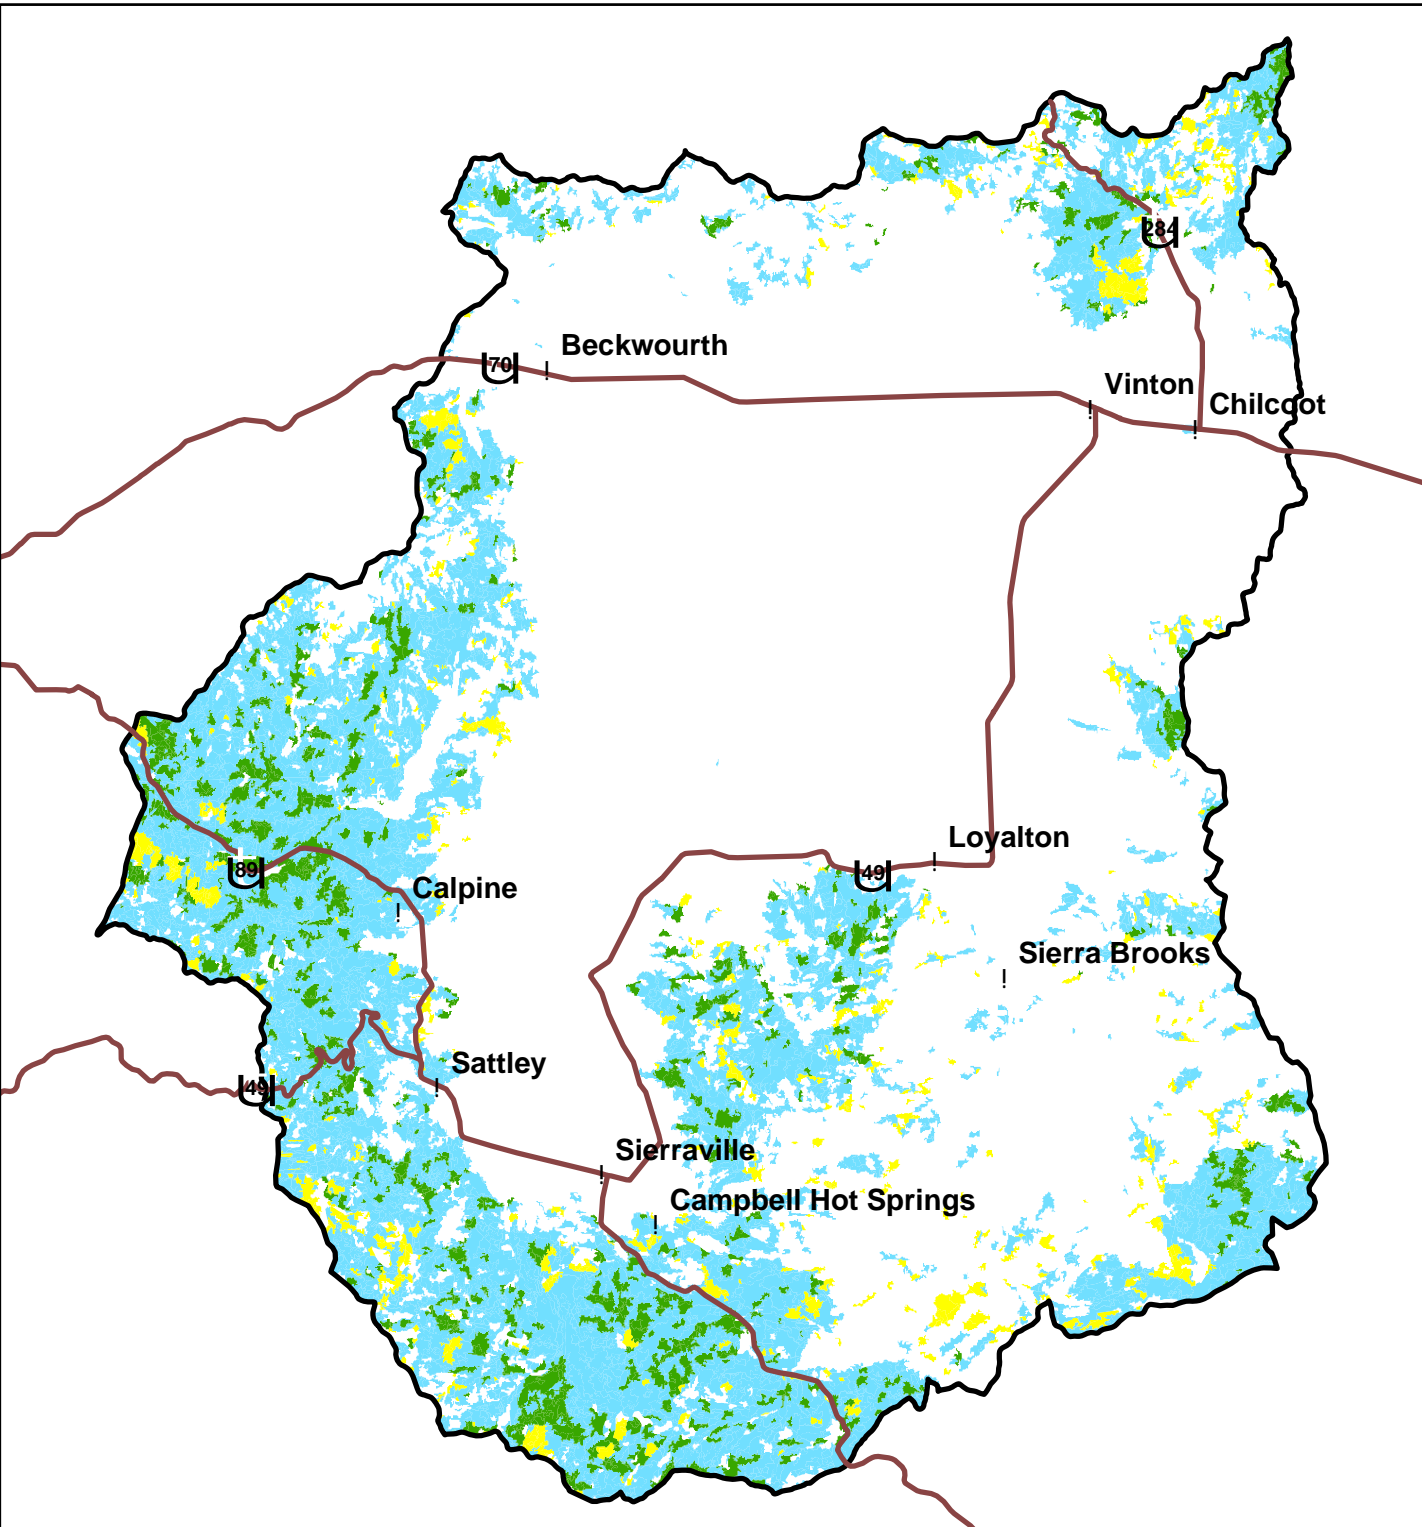 284
Beckwourth
70
Vinton
Chilcoot
Loyalton
89
49
Calpine
Sierra Brooks
Sattley
49
Sierraville
Campbell Hot Springs